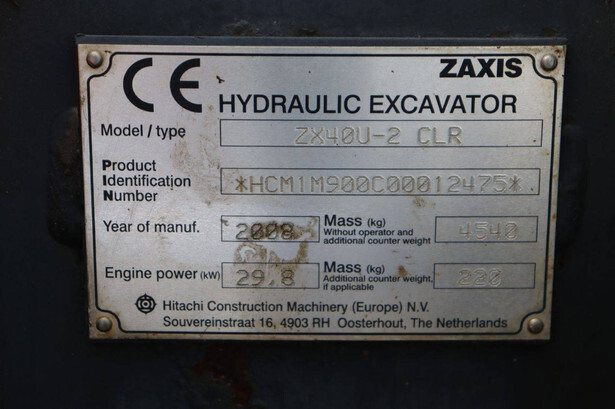 CE
ZAXIS
HYDRAULIC EXCAVATOR
Model / type ZX40U-2 CLR
Product
Identification
Number *HCM1M900C00012475*
Year of manuf. 2008 Mass (kg)
Without operator and
additional counter weight 4540
Engine power (kw) 29.8 Mass (kg)
Additional counter weight,
if applicable 220
Hitachi Construction Machinery (Europe) N.V.
Souvereinstraat 16, 4903 RH Oosterhout, The Netherlands